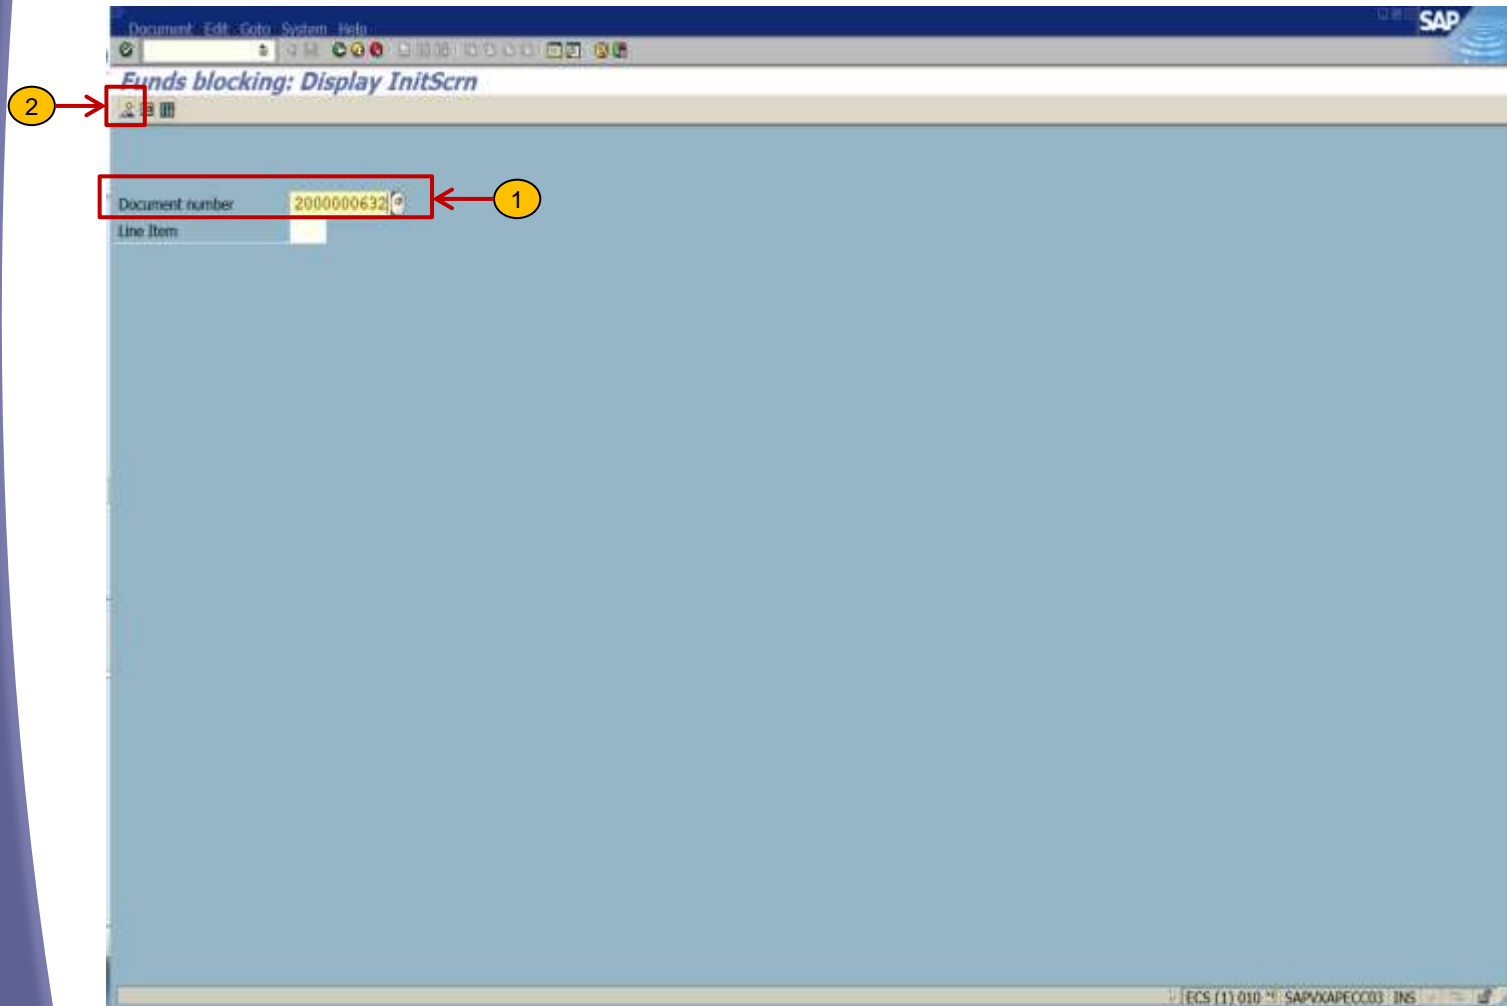 Document Edit Goto System Help
SAP
Funds blocking: Display InitScrn
2
Document number 2000000632
1
Line Item
ECS (1) 010 SAPVXAPECC03 INS